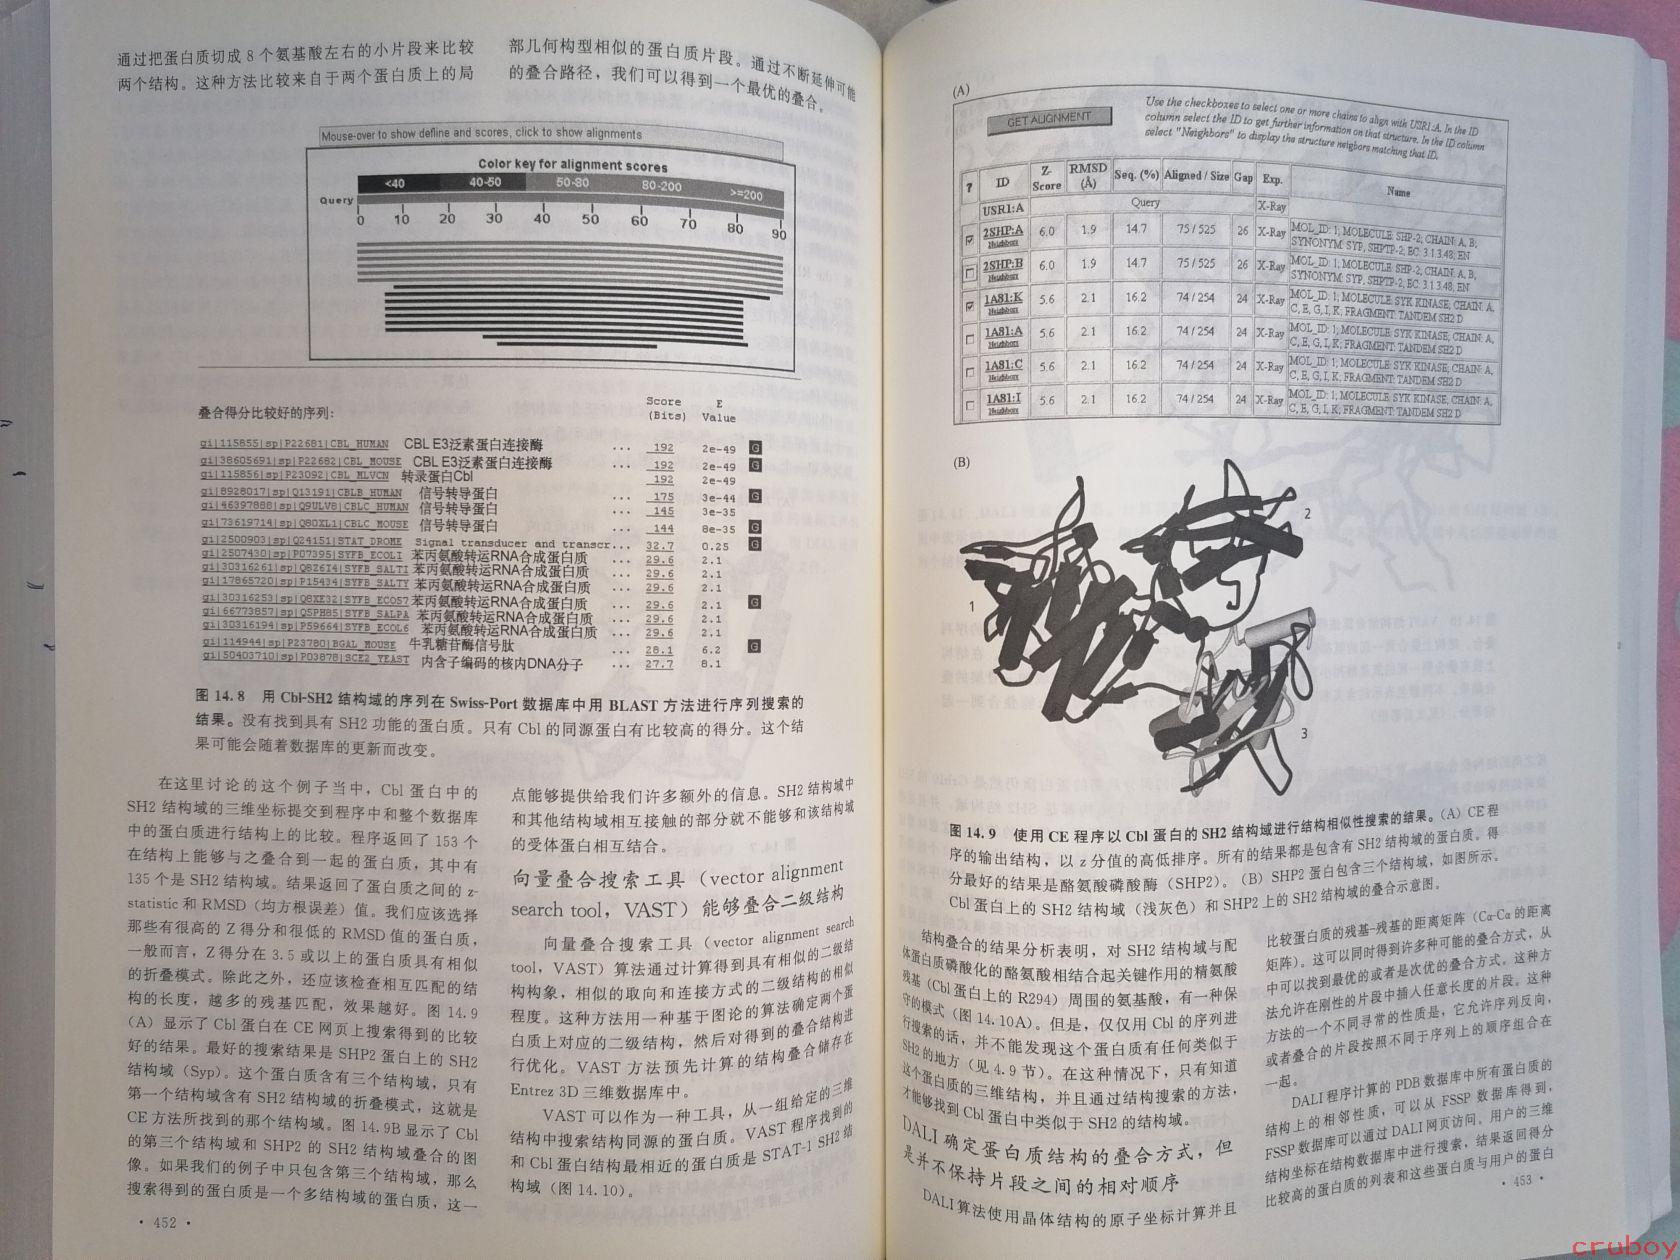 通过把蛋白质切成 8 个氨基酸左右的小片段来比较
两个结构。这种方法比较来自于两个蛋白质上的局
部几何构型相似的蛋白质片段。通过不断延伸可能
的叠合路径，我们可以得到一个最优的叠合。
Mouse-over to show defline and scores, click to show alignments
Color key for alignment scores
<40 40-50 50-80 80-200 >=200
Query
0 10 20 30 40 50 60 70 80 90
叠合得分比较好的序列：
Score E
(Bits) Value
gi|115855|sp|P22681|CBL_HUMAN CBL E3泛素蛋白连接酶 ... 192 2e-49 G
gi|38605691|sp|P22682|CBL_MOUSE CBL E3泛素蛋白连接酶 ... 192 2e-49 G
gi|115856|sp|P23092|CBL_MLVCN 转录蛋白Cbl 192 2e-49
gi|8928017|sp|Q13191|CBLB_HUMAN 信号转导蛋白 ... 175 3e-44 G
gi|46397888|sp|Q9ULV8|CBLC_HUMAN 信号转导蛋白 ... 145 3e-35
gi|73619714|sp|Q80XL1|CBLC_MOUSE 信号转导蛋白 ... 144 8e-35 G
gi|2500903|sp|Q24151|STAT_DROME Signal transducer and transcr... 32.7 0.25 G
gi|2507430|sp|P07395|SYFB_ECOLI 苯丙氨酸转运RNA合成蛋白质 ... 29.6 2.1
gi|30316261|sp|Q8Z6I4|SYFB_SALTI 苯丙氨酸转运RNA合成蛋白质 ... 29.6 2.1
gi|17865720|sp|P15434|SYFB_SALTY 苯丙氨酸转运RNA合成蛋白质 ... 29.6 2.1
gi|30316253|sp|Q8XE32|SYFB_ECO57 苯丙氨酸转运RNA合成蛋白质 ... 29.6 2.1 G
gi|66773857|sp|Q5PH85|SYFB_SALPA 苯丙氨酸转运RNA合成蛋白质 ... 29.6 2.1
gi|30316194|sp|P59664|SYFB_ECOL6 苯丙氨酸转运RNA合成蛋白质 ... 29.6 2.1
gi|114944|sp|P23780|BGAL_MOUSE 牛乳糖苷酶信号肽 ... 28.1 6.2 G
gi|50403710|sp|P03878|SCE2_YEAST 内含子编码的核内DNA分子 ... 27.7 8.1
图 14.8 用 Cbl-SH2 结构域的序列在 Swiss-Port 数据库中用 BLAST 方法进行序列搜索的
结果。没有找到具有 SH2 功能的蛋白质。只有 Cbl 的同源蛋白有比较高的得分。这个结
果可能会随着数据库的更新而改变。
在这里讨论的这个例子当中，Cbl 蛋白中的
SH2 结构域的三维坐标提交到程序中和整个数据库
中的蛋白质进行结构上的比较。程序返回了 153 个
在结构上能够与之叠合到一起的蛋白质，其中有
135 个是 SH2 结构域。结果返回了蛋白质之间的 z-
statistic 和 RMSD（均方根误差）值。我们应该选择
那些有很高的 Z 得分和很低的 RMSD 值的蛋白质，
一般而言，Z 得分在 3.5 或以上的蛋白质具有相似
的折叠模式。除此之外，还应该检查相互匹配的结
构的长度，越多的残基匹配，效果越好。图 14.9
（A）显示了 Cbl 蛋白在 CE 网页上搜索得到的比较
好的结果。最好的搜索结果是 SHP2 蛋白上的 SH2
结构域（Syp）。这个蛋白质含有三个结构域，只有
第一个结构域含有 SH2 结构域的折叠模式，这就是
CE 方法所找到的那个结构域。图 14.9B 显示了 Cbl
的第三个结构域和 SHP2 的 SH2 结构域叠合的图
像。如果我们的例子中只包含第三个结构域，那么
搜索得到的蛋白质是一个多结构域的蛋白质，这一
点能够提供给我们许多额外的信息。SH2 结构域中
和其他结构域相互接触的部分就不能够和该结构域
的受体蛋白相互结合。
向量叠合搜索工具（vector alignment
search tool，VAST）能够叠合二级结构
向量叠合搜索工具（vector alignment search
tool，VAST）算法通过计算得到具有相似的二级结
构构象，相似的取向和连接方式的二级结构的相似
程度。这种方法用一种基于图论的算法确定两个蛋
白质上对应的二级结构，然后对得到的叠合结构进
行优化。VAST 方法预先计算的结构叠合储存在
Entrez 3D 三维数据库中。
VAST 可以作为一种工具，从一组给定的三维
结构中搜索结构同源的蛋白质。VAST 程序找到的
和 Cbl 蛋白结构最相近的蛋白质是 STAT-1 SH2 结
构域（图 14.10）。
· 452 ·
(A)
GET ALIGNMENT
Use the checkboxes to select one or more chains to align with USR1:A. In the ID
column select the ID to get further information on that structure. In the ID column
select "Neighbors" to display the structure neigbors matching that ID.
? ID Z-Score RMSD (Å) Seq. (%) Aligned / Size Gap Exp. Name
USR1:A Query X-Ray
2SHP:A Neighbors 6.0 1.9 14.7 75 / 525 26 X-Ray MOL_ID: 1; MOLECULE: SHP-2; CHAIN: A, B;
SYNONYM: SYP, SHPTP-2; EC: 3.1.3.48; EN
2SHP:B Neighbors 6.0 1.9 14.7 75 / 525 26 X-Ray MOL_ID: 1; MOLECULE: SHP-2; CHAIN: A, B;
SYNONYM: SYP, SHPTP-2; EC: 3.1.3.48; EN
1A81:K Neighbors 5.6 2.1 16.2 74 / 254 24 X-Ray MOL_ID: 1; MOLECULE: SYK KINASE; CHAIN: A,
C, E, G, I, K; FRAGMENT: TANDEM SH2 D
1A81:A Neighbors 5.6 2.1 16.2 74 / 254 24 X-Ray MOL_ID: 1; MOLECULE: SYK KINASE; CHAIN: A,
C, E, G, I, K; FRAGMENT: TANDEM SH2 D
1A81:C Neighbors 5.6 2.1 16.2 74 / 254 24 X-Ray MOL_ID: 1; MOLECULE: SYK KINASE; CHAIN: A,
C, E, G, I, K; FRAGMENT: TANDEM SH2 D
1A81:I Neighbors 5.6 2.1 16.2 74 / 254 24 X-Ray MOL_ID: 1; MOLECULE: SYK KINASE; CHAIN: A,
C, E, G, I, K; FRAGMENT: TANDEM SH2 D
(B)
2
1
3
图 14.9 使用 CE 程序以 Cbl 蛋白的 SH2 结构域进行结构相似性搜索的结果。（A）CE 程
序的输出结构，以 z 分值的高低排序。所有的结果都是包含有 SH2 结构域的蛋白质。得
分最好的结果是酪氨酸磷酸酶（SHP2）。（B）SHP2 蛋白包含三个结构域，如图所示。
Cbl 蛋白上的 SH2 结构域（浅灰色）和 SHP2 上的 SH2 结构域的叠合示意图。
结构叠合的结果分析表明，对 SH2 结构域与配
体蛋白质磷酸化的酪氨酸相结合起关键作用的精氨酸
残基（Cbl 蛋白上的 R294）周围的氨基酸，有一种保
守的模式（图 14.10A）。但是，仅仅用 Cbl 的序列进
行搜索的话，并不能发现这个蛋白质有任何类似于
SH2 的地方（见 4.9 节）。在这种情况下，只有知道
这个蛋白质的三维结构，并且通过结构搜索的方法，
才能够找到 Cbl 蛋白中类似于 SH2 的结构域。
DALI 确定蛋白质结构的叠合方式，但
是并不保持片段之间的相对顺序
DALI 算法使用晶体结构的原子坐标计算并且
比较蛋白质的残基-残基的距离矩阵（Cα-Cα 的距离
矩阵）。这可以同时得到许多种可能的叠合方式，从
中可以找到最优的或者是次优的叠合方式。这种方
法允许在刚性的片段中插入任意长度的片段。这种
方法的一个不同寻常的性质是，它允许序列反向，
或者叠合的片段按照不同于序列上的顺序组合在
一起。
DALI 程序计算的 PDB 数据库中所有蛋白质的
结构上的相邻性质，可以从 FSSP 数据库得到，
FSSP 数据库可以通过 DALI 网页访问。用户的三维
结构坐标在结构数据库中进行搜索，结果返回得分
比较高的蛋白质的列表和这些蛋白质与用户的蛋白
· 453 ·
cruboy